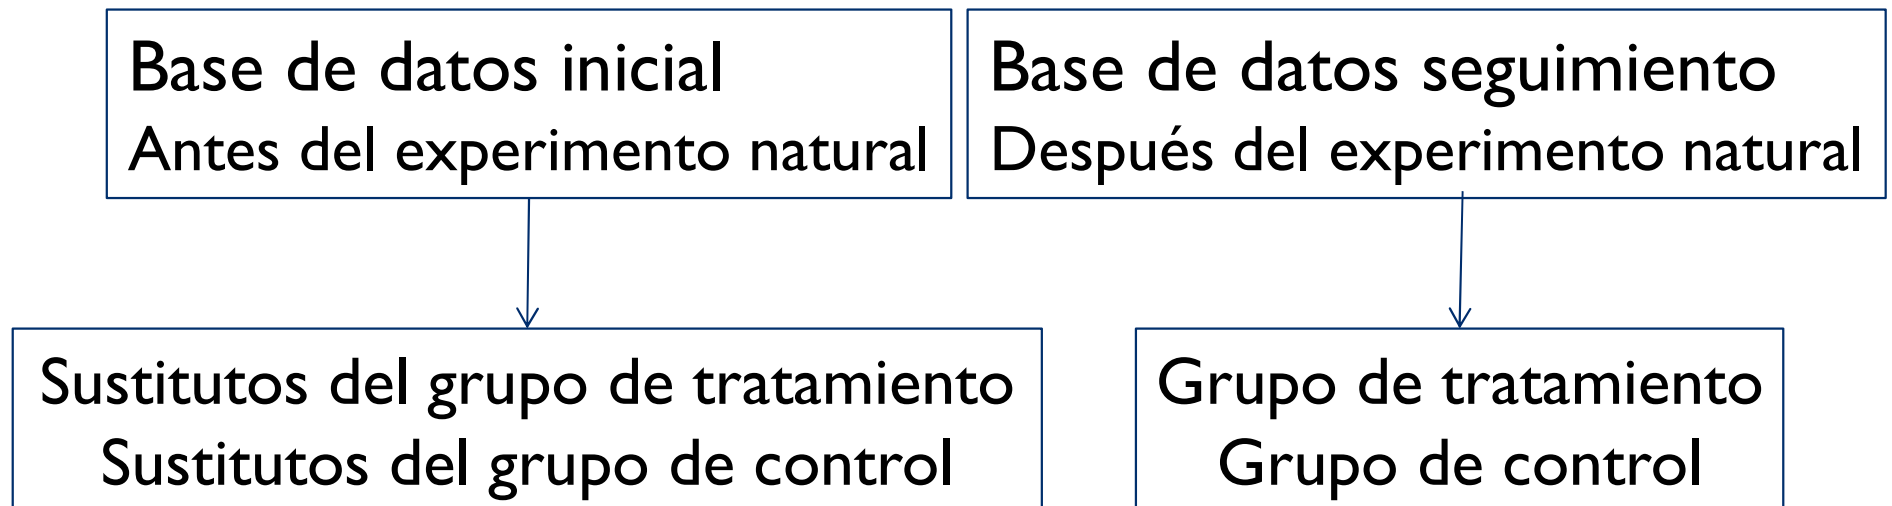 Base de datos inicial
Antes del experimento natural
Base de datos seguimiento
Después del experimento natural
Sustitutos del grupo de tratamiento
Sustitutos del grupo de control
Grupo de tratamiento
Grupo de control